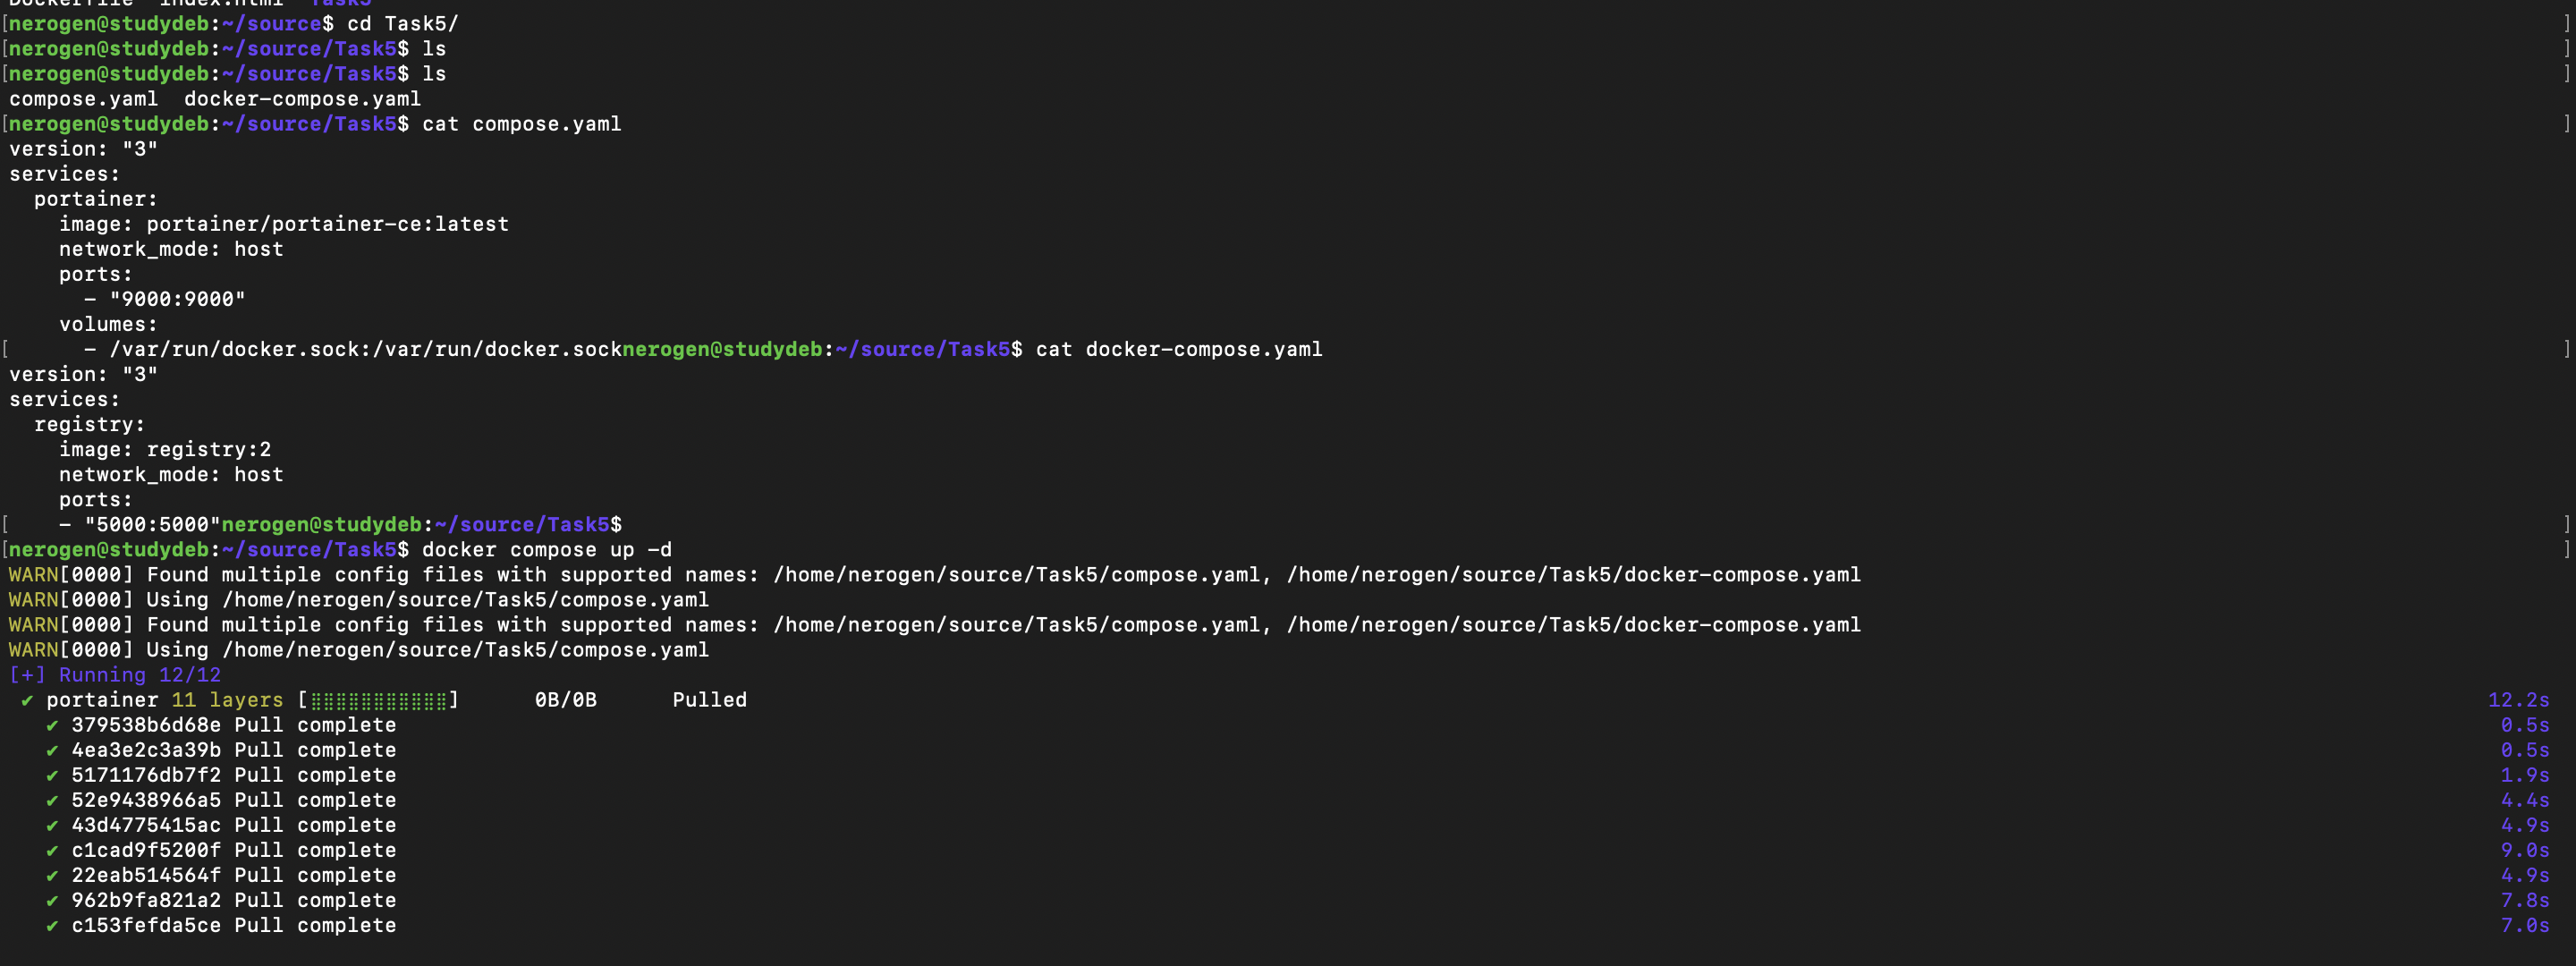 Dockerfile  index.html  Task5
[nerogen@studydeb:~/source$ cd Task5/ ]
[nerogen@studydeb:~/source/Task5$ ls ]
[nerogen@studydeb:~/source/Task5$ ls ]
compose.yaml  docker-compose.yaml
[nerogen@studydeb:~/source/Task5$ cat compose.yaml ]
version: "3"
services:
  portainer:
    image: portainer/portainer-ce:latest
    network_mode: host
    ports:
      - "9000:9000"
    volumes:
[      - /var/run/docker.sock:/var/run/docker.socknerogen@studydeb:~/source/Task5$ cat docker-compose.yaml ]
version: "3"
services:
  registry:
    image: registry:2
    network_mode: host
    ports:
[    - "5000:5000"nerogen@studydeb:~/source/Task5$ ]
[nerogen@studydeb:~/source/Task5$ docker compose up -d ]
WARN[0000] Found multiple config files with supported names: /home/nerogen/source/Task5/compose.yaml, /home/nerogen/source/Task5/docker-compose.yaml
WARN[0000] Using /home/nerogen/source/Task5/compose.yaml
WARN[0000] Found multiple config files with supported names: /home/nerogen/source/Task5/compose.yaml, /home/nerogen/source/Task5/docker-compose.yaml
WARN[0000] Using /home/nerogen/source/Task5/compose.yaml
[+] Running 12/12
 ✔ portainer 11 layers [⣿⣿⣿⣿⣿⣿⣿⣿⣿⣿⣿]      0B/0B      Pulled 12.2s
   ✔ 379538b6d68e Pull complete 0.5s
   ✔ 4ea3e2c3a39b Pull complete 0.5s
   ✔ 5171176db7f2 Pull complete 1.9s
   ✔ 52e9438966a5 Pull complete 4.4s
   ✔ 43d4775415ac Pull complete 4.9s
   ✔ c1cad9f5200f Pull complete 9.0s
   ✔ 22eab514564f Pull complete 4.9s
   ✔ 962b9fa821a2 Pull complete 7.8s
   ✔ c153fefda5ce Pull complete 7.0s